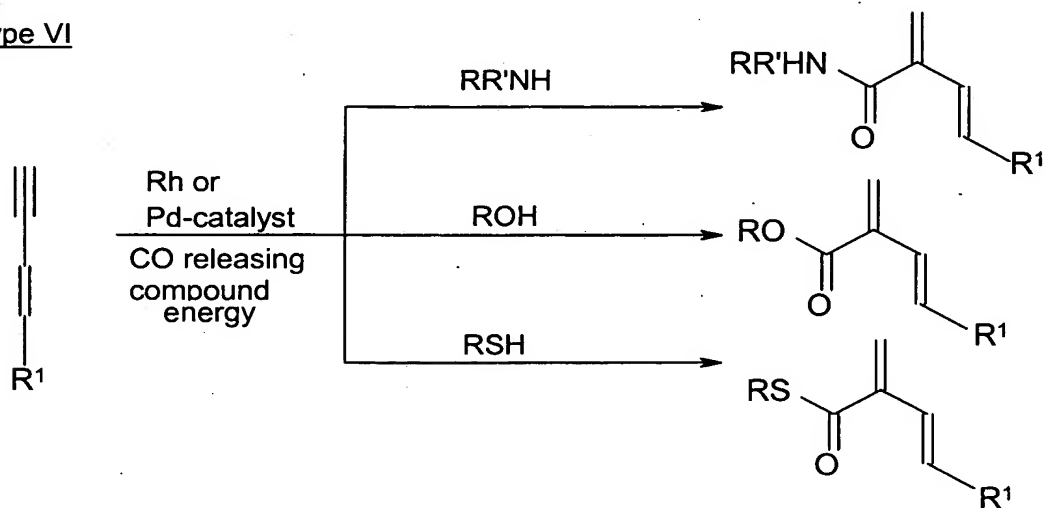 ype VI
RR'NH
RR'HN
O
R¹
Rh or
Pd-catalyst
CO releasing
compound
energy
ROH
RO
O
R¹
R¹
RSH
RS
O
R¹